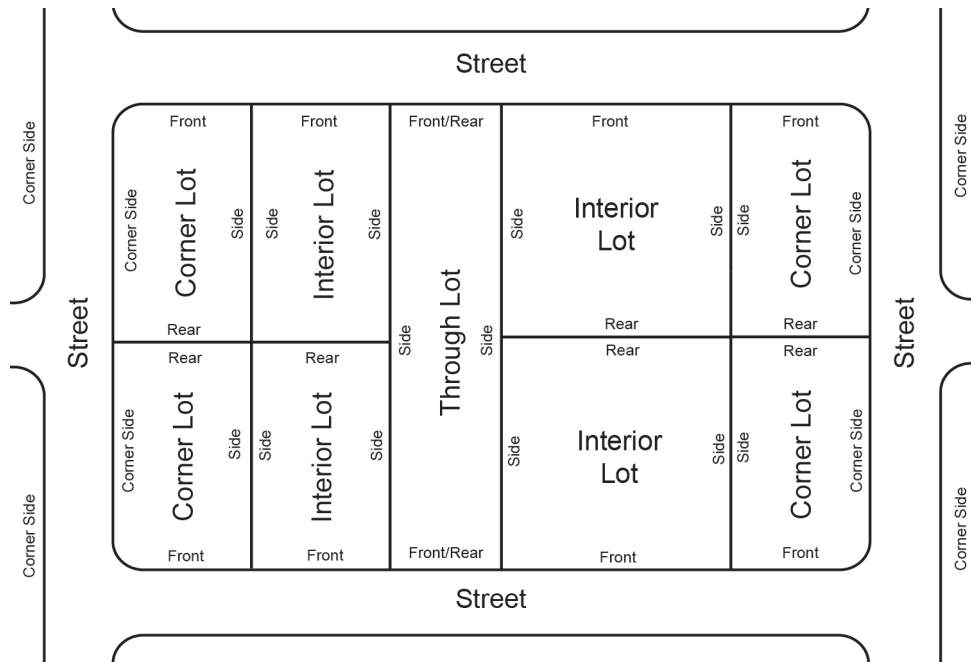 Street
Corner Side
Front
Front
Front/Rear
Front
Front
Corner Side
Corner Side
Corner Lot
Side
Side
Interior Lot
Side
Side
Interior
Lot
Side
Side
Corner Lot
Corner Side
Rear
Rear
Rear
Street
Side
Through Lot
Side
Street
Rear
Rear
Rear
Rear
Corner Side
Corner Lot
Side
Side
Interior Lot
Side
Side
Interior
Lot
Side
Side
Corner Lot
Corner Side
Corner Side
Corner Side
Front
Front
Front/Rear
Front
Front
Street